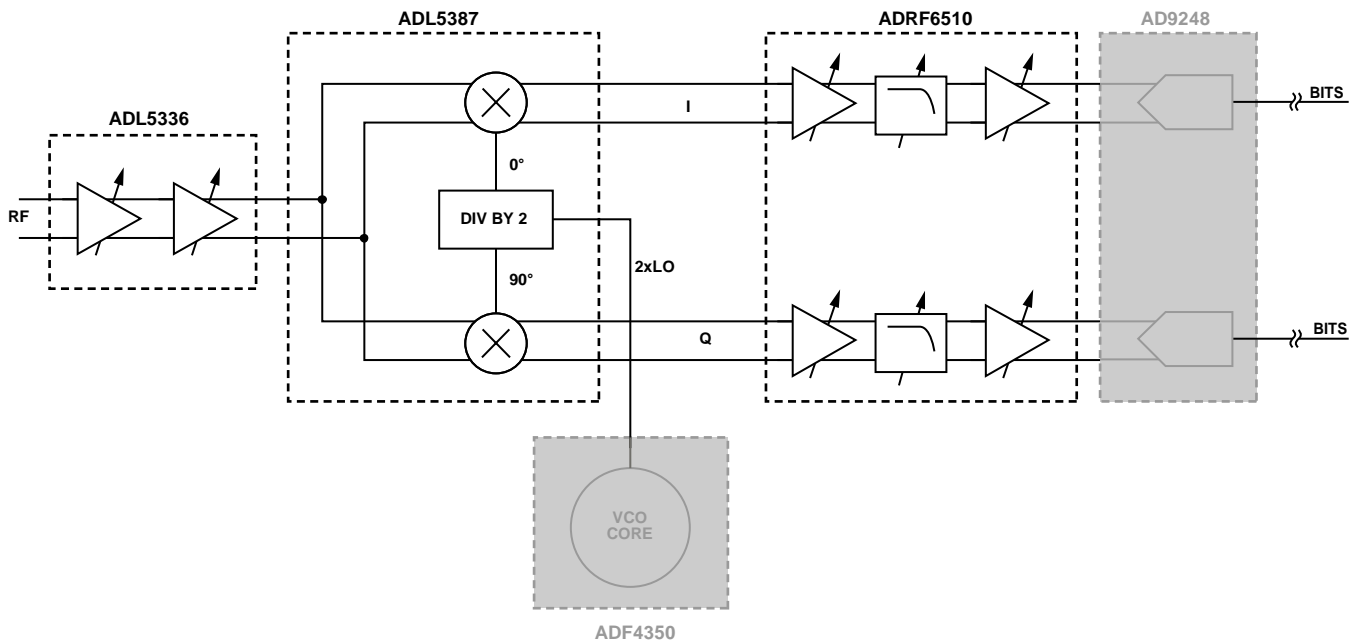 ADL5387
ADRF6510
AD9248
ADL5336
RF
I
BITS
0°
DIV BY 2
2xLO
90°
Q
BITS
VCO
CORE
ADF4350